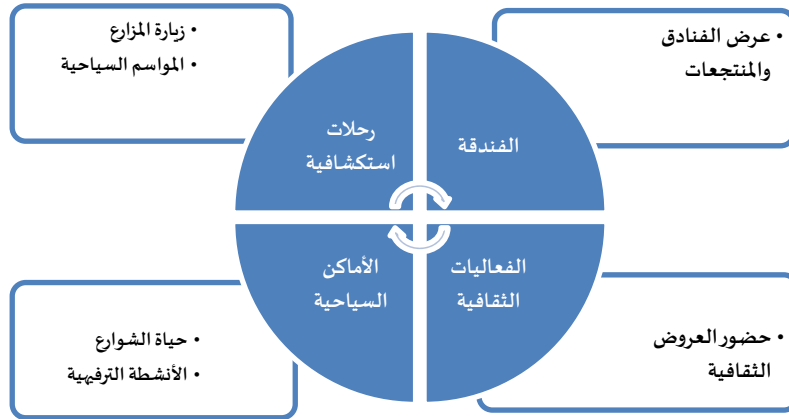 • عرض الفنادق
والمنتجعات
• زيارة المزارع
• المواسم السياحية
الفندقة
رحلات
استكشافية
الفعاليات
الثقافية
الأماكن
السياحية
• حضور العروض
الثقافية
• حياة الشوارع
• الأنشطة الترفيهية